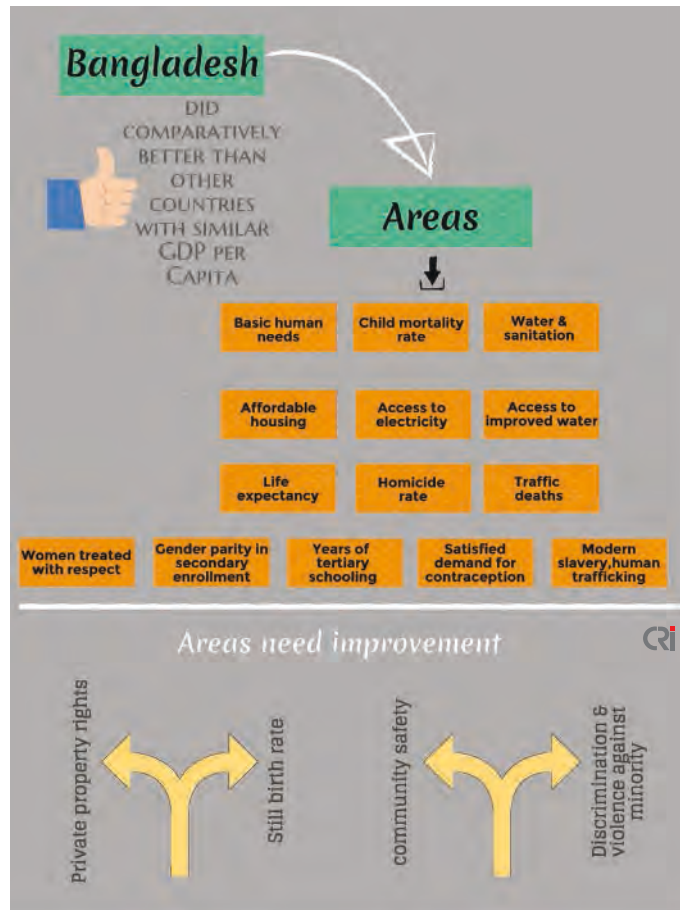 Bangladesh
DID
COMPARATIVELY
BETTER THAN
OTHER
COUNTRIES
WITH SIMILAR
GDP PER
CAPITA
Areas
Basic human
needs
Child mortality
rate
Water &
sanitation
Affordable
housing
Access to
electricity
Access to
improved water
Life
expectancy
Homicide
rate
Traffic
deaths
Women treated
with respect
Gender parity in
secondary
enrollment
Years of
tertiary
schooling
Satisfied
demand for
contraception
Modern
slavery,human
trafficking
Areas need improvement
CRi
Private property rights
Still birth rate
community safety
Discrimination &
violence against
minority